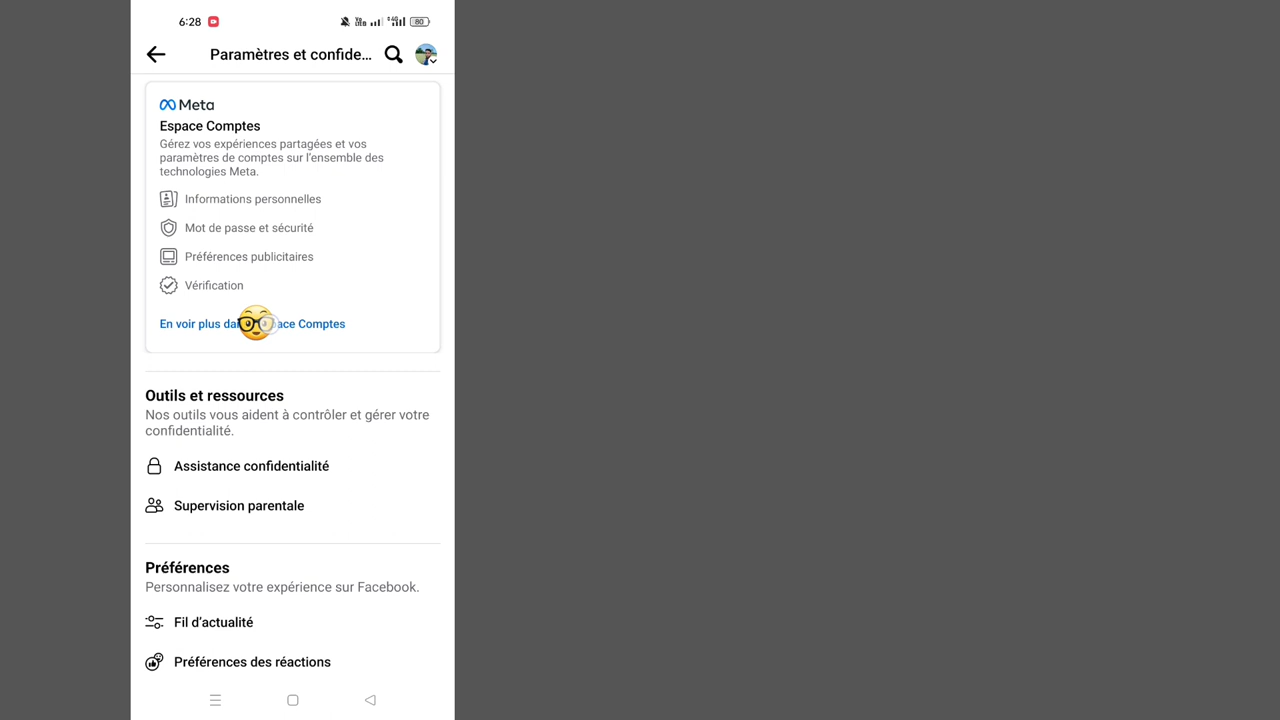 6:28
80
Paramètres et confide...
Meta
Espace Comptes
Gérez vos expériences partagées et vos
paramètres de comptes sur l'ensemble des
technologies Meta.
Informations personnelles
Mot de passe et sécurité
Préférences publicitaires
Vérification
En voir plus Comptes
Outils et ressources
Nos outils vous aident à contrôler et gérer votre
confidentialité.
Assistance confidentialité
Supervision parentale
Préférences
Personnalisez votre expérience sur Facebook.
Fil d'actualité
Préférences des réactions